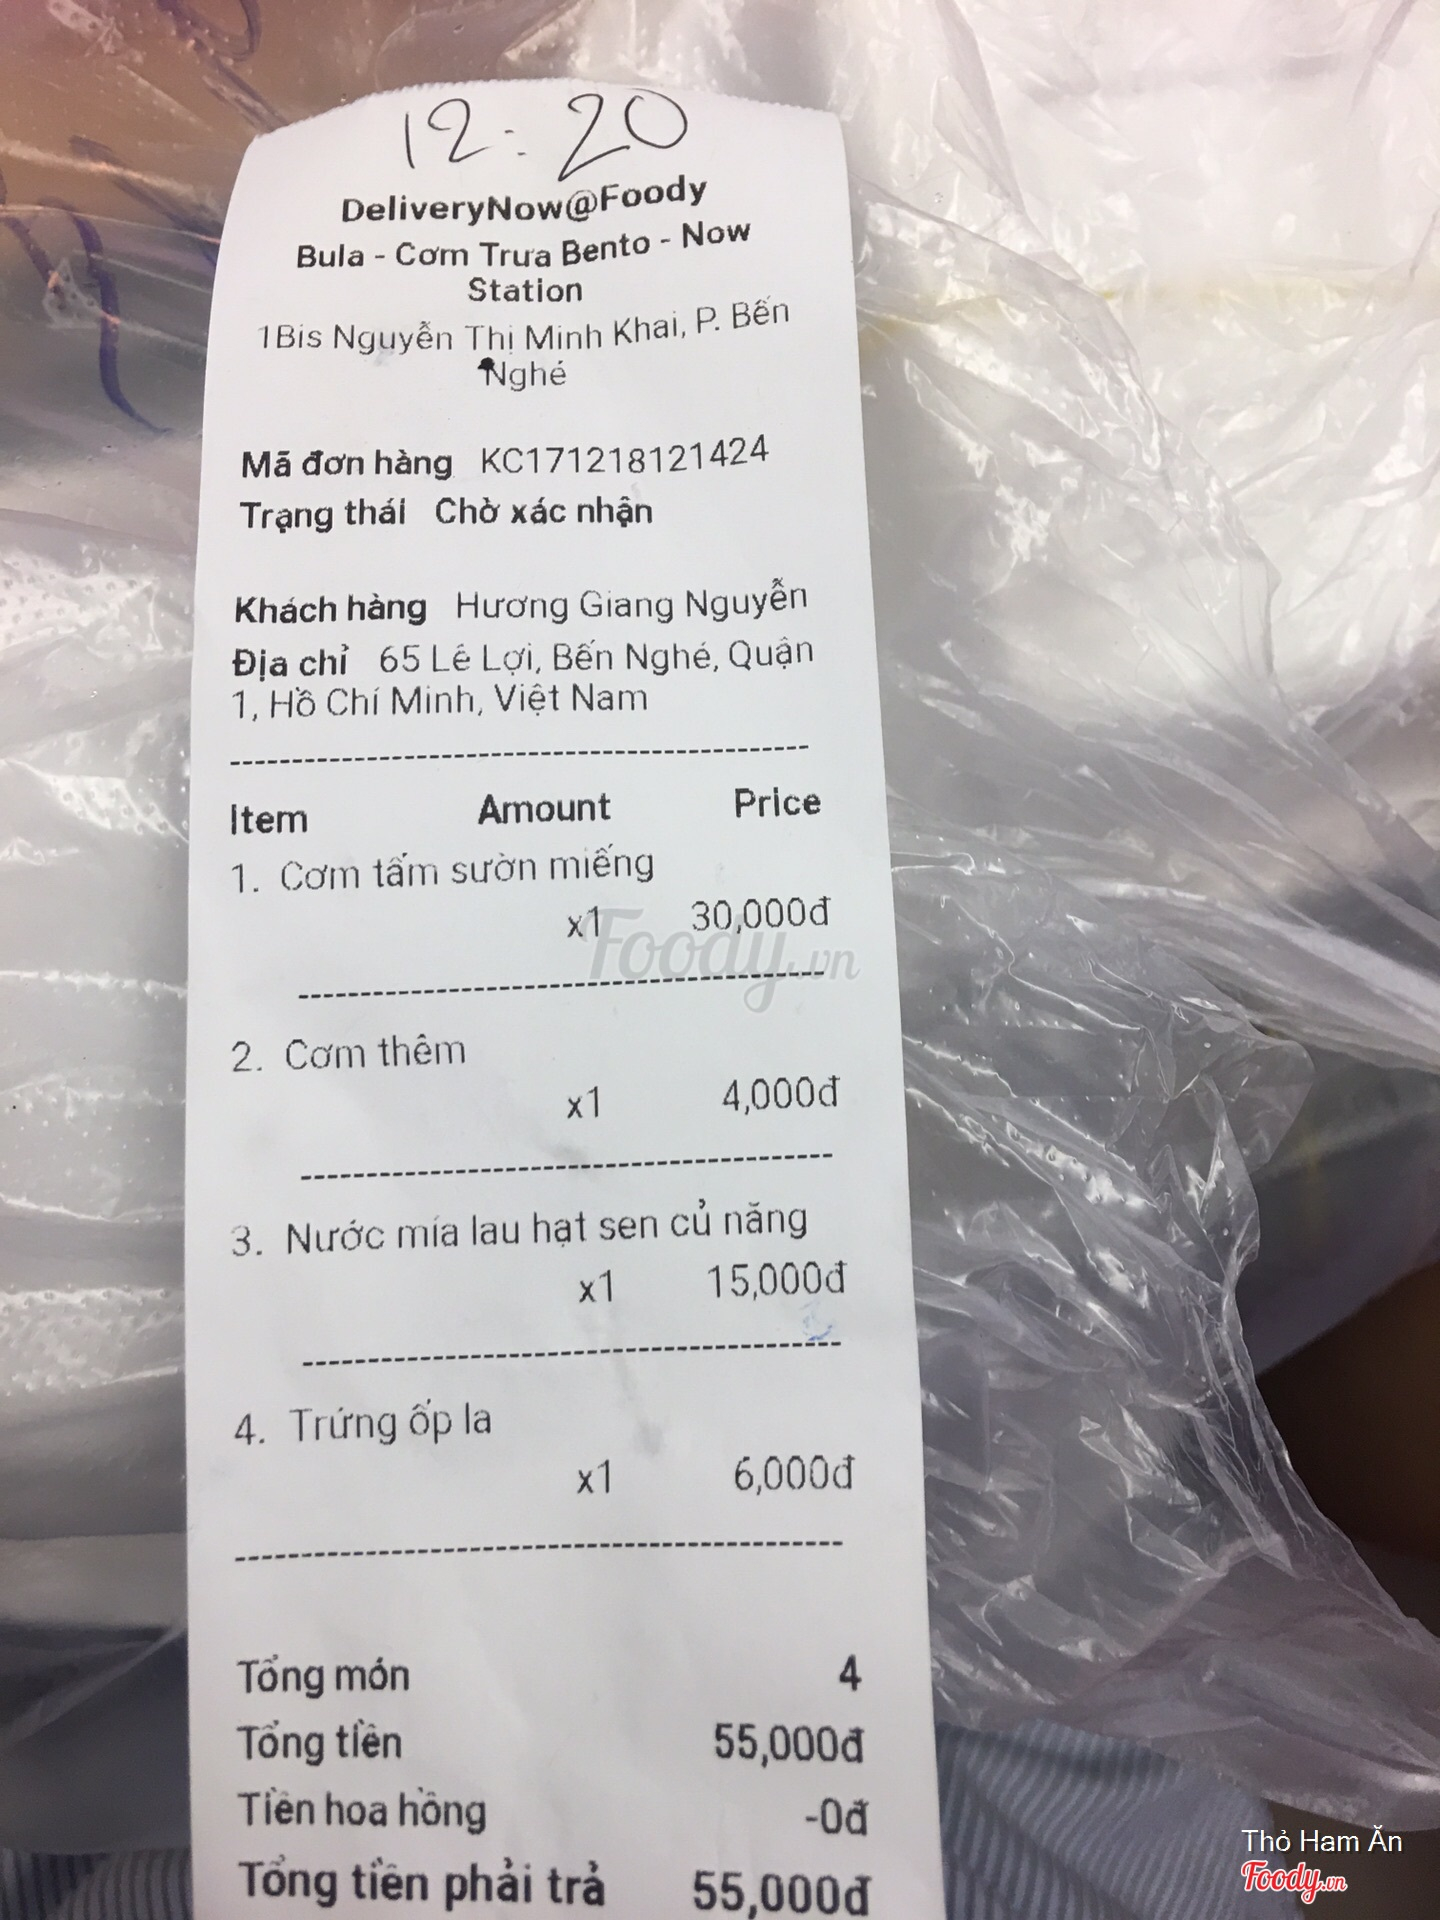 12:20
DeliveryNow@Foody
Bula - Cơm Trưa Bento - Now
Station
1Bis Nguyễn Thị Minh Khai, P. Bến
Nghé
Mã đơn hàng KC171218121424
Trạng thái Chờ xác nhận
Khách hàng Hương Giang Nguyễn
Địa chỉ 65 Lê Lợi, Bến Nghé, Quận
1, Hồ Chí Minh, Việt Nam
Item Amount Price
1. Cơm tấm sườn miếng
x1 30,000đ
Foody.vn
2. Cơm thêm
x1 4,000đ
3. Nước mía lau hạt sen củ năng
x1 15,000đ
4. Trứng ốp la
x1 6,000đ
Tổng món 4
Tổng tiền 55,000đ
Tiền hoa hồng -0đ
Tổng tiền phải trả 55,000đ
Thỏ Ham Ăn
Foody.vn